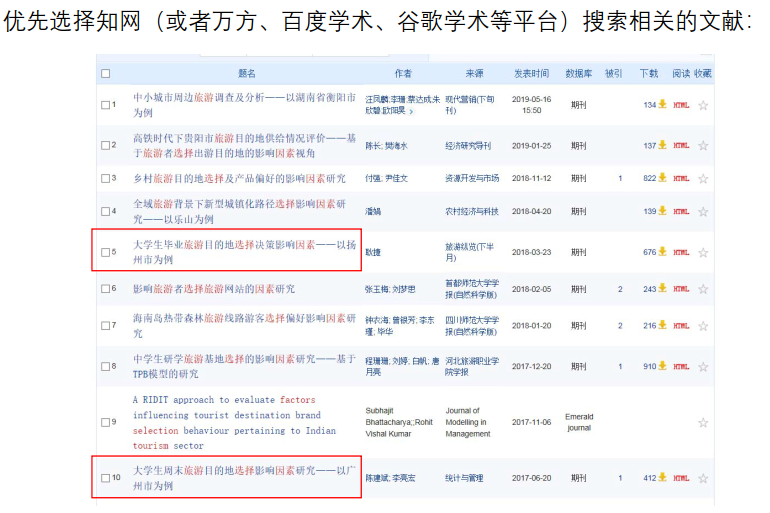 优先选择知网（或者万方、百度学术、谷歌学术等平台）搜索相关的文献：
题名 作者 来源 发表时间 数据库 被引 下载 阅读 收藏
1 中小城市周边旅游调查及分析——以湖南省衡阳市为例 汪凤麟;李珊;蔡达成;朱欣碧;欧阳昊 现代营销(下旬刊) 2019-05-16 15:50 期刊 134 HTML
2 高铁时代下贵阳市旅游目的地供给情况评价——基于旅游者选择出游目的地的影响因素视角 陈长; 樊海水 经济研究导刊 2019-01-25 期刊 137 HTML
3 乡村旅游目的地选择及产品偏好的影响因素研究 付强; 尹佳文 资源开发与市场 2018-11-12 期刊 1 822 HTML
4 全域旅游背景下新型城镇化路径选择影响因素研究——以乐山为例 潘娟 农村经济与科技 2018-04-20 期刊 139 HTML
5 大学生毕业旅游目的地选择决策影响因素——以扬州市为例 耿捷 旅游纵览(下半月) 2018-03-23 期刊 676 HTML
6 影响旅游者选择旅游网站的因素研究 张玉梅; 刘梦思 首都师范大学学报(自然科学版) 2018-02-05 期刊 2 243 HTML
7 海南岛热带森林旅游线路游客选择偏好影响因素研究 钟衣海; 曾银芳; 李东瑾; 毕华 四川师范大学学报(自然科学版) 2018-01-20 期刊 2 216 HTML
8 中学生研学旅游基地选择的影响因素研究——基于TPB模型的研究 程珊珊; 刘婷; 白帆; 唐月亮 河北旅游职业学院学报 2017-12-20 期刊 1 910 HTML
9 A RIDIT approach to evaluate factors influencing tourist destination brand selection behaviour pertaining to Indian tourism sector Subhajit Bhattacharya;;Rohit Vishal Kumar Journal of Modelling in Management 2017-11-06 Emerald journal
10 大学生周末旅游目的地选择影响因素研究——以广州市为例 陈建斌; 李亮宏 统计与管理 2017-06-20 期刊 1 412 HTML